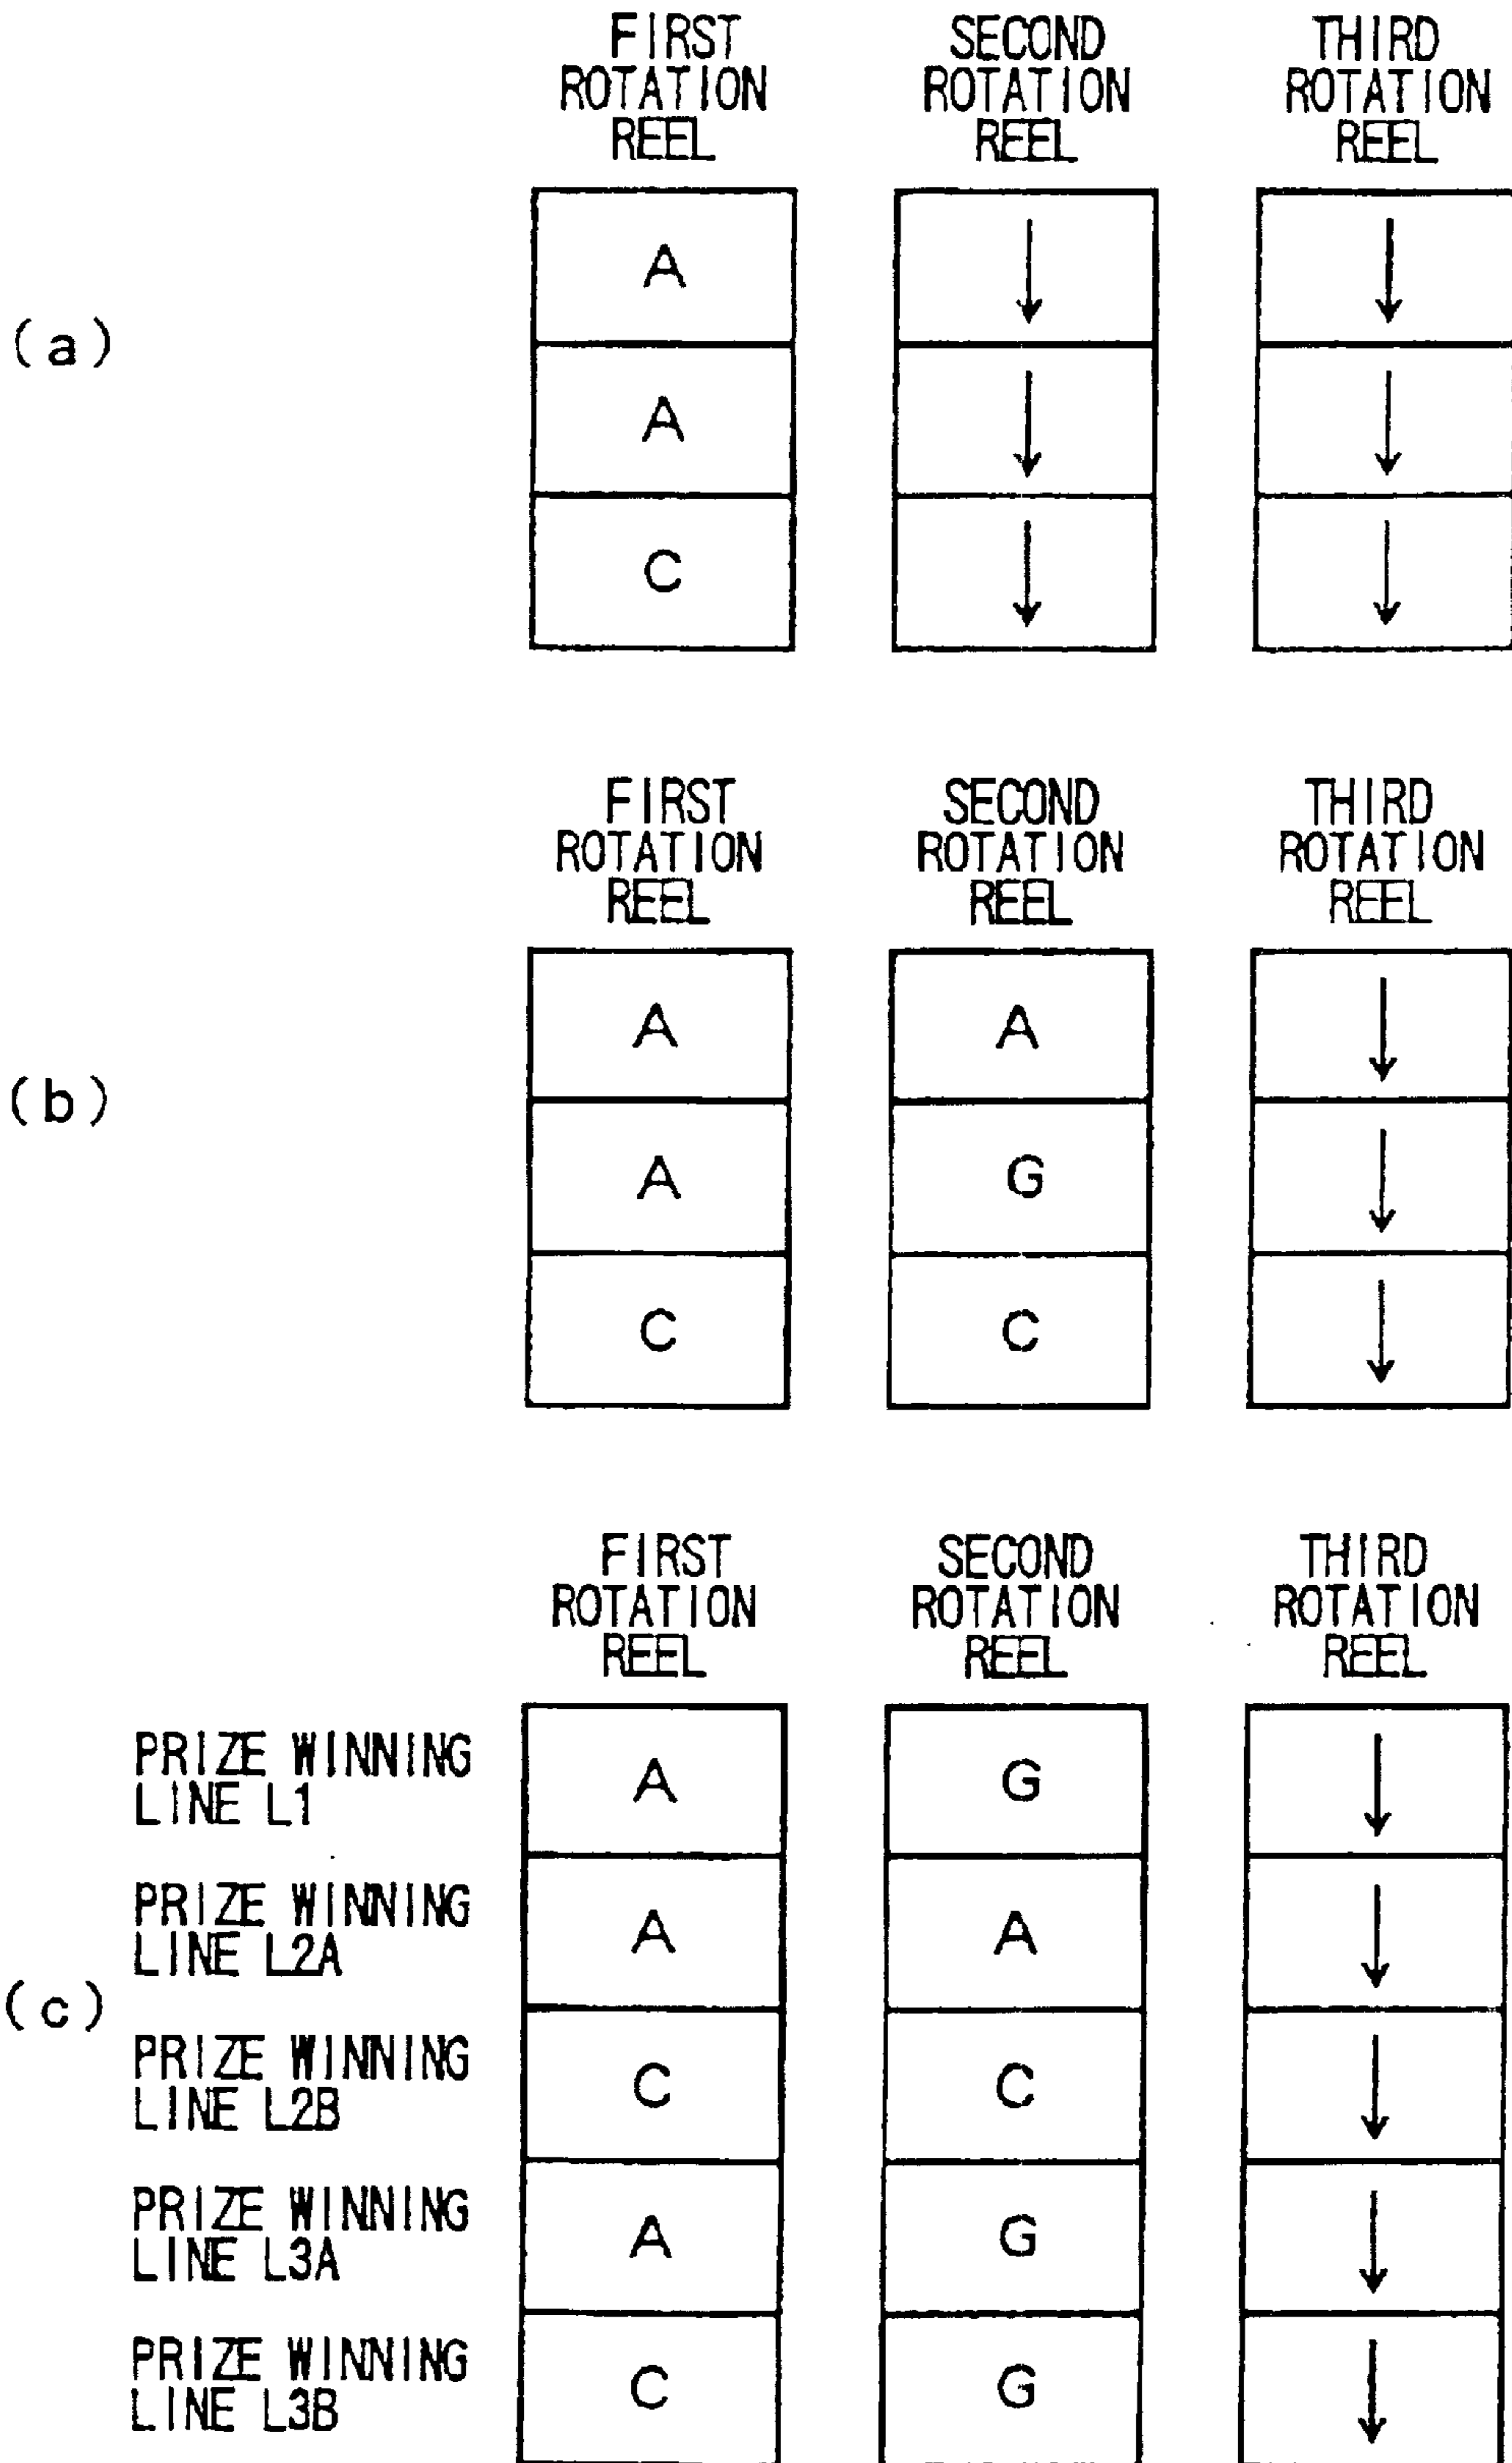 FIRST ROTATION REEL
SECOND ROTATION REEL
THIRD ROTATION REEL
(a)
A ↓ ↓
A ↓ ↓
C ↓ ↓
FIRST ROTATION REEL
SECOND ROTATION REEL
THIRD ROTATION REEL
(b)
A A ↓
A G ↓
C C ↓
FIRST ROTATION REEL
SECOND ROTATION REEL
THIRD ROTATION REEL
(c)
PRIZE WINNING
LINE L1
A G ↓
PRIZE WINNING
LINE L2A
A A ↓
PRIZE WINNING
LINE L2B
C C ↓
PRIZE WINNING
LINE L3A
A G ↓
PRIZE WINNING
LINE L3B
C G ↓